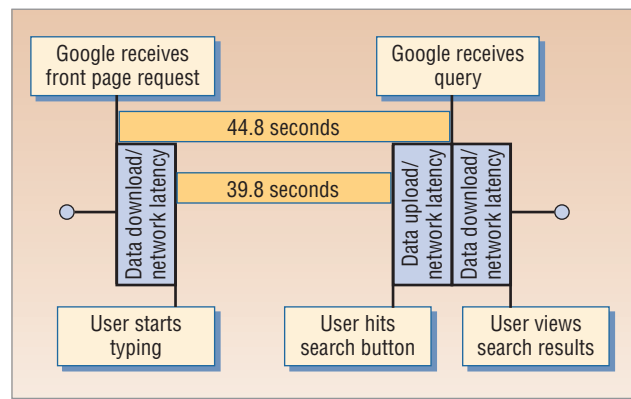 Google receives
front page request
Google receives
query
44.8 seconds
39.8 seconds
Data download/
network latency
Data upload/
network latency
Data download/
network latency
User starts
typing
User hits
search button
User views
search results